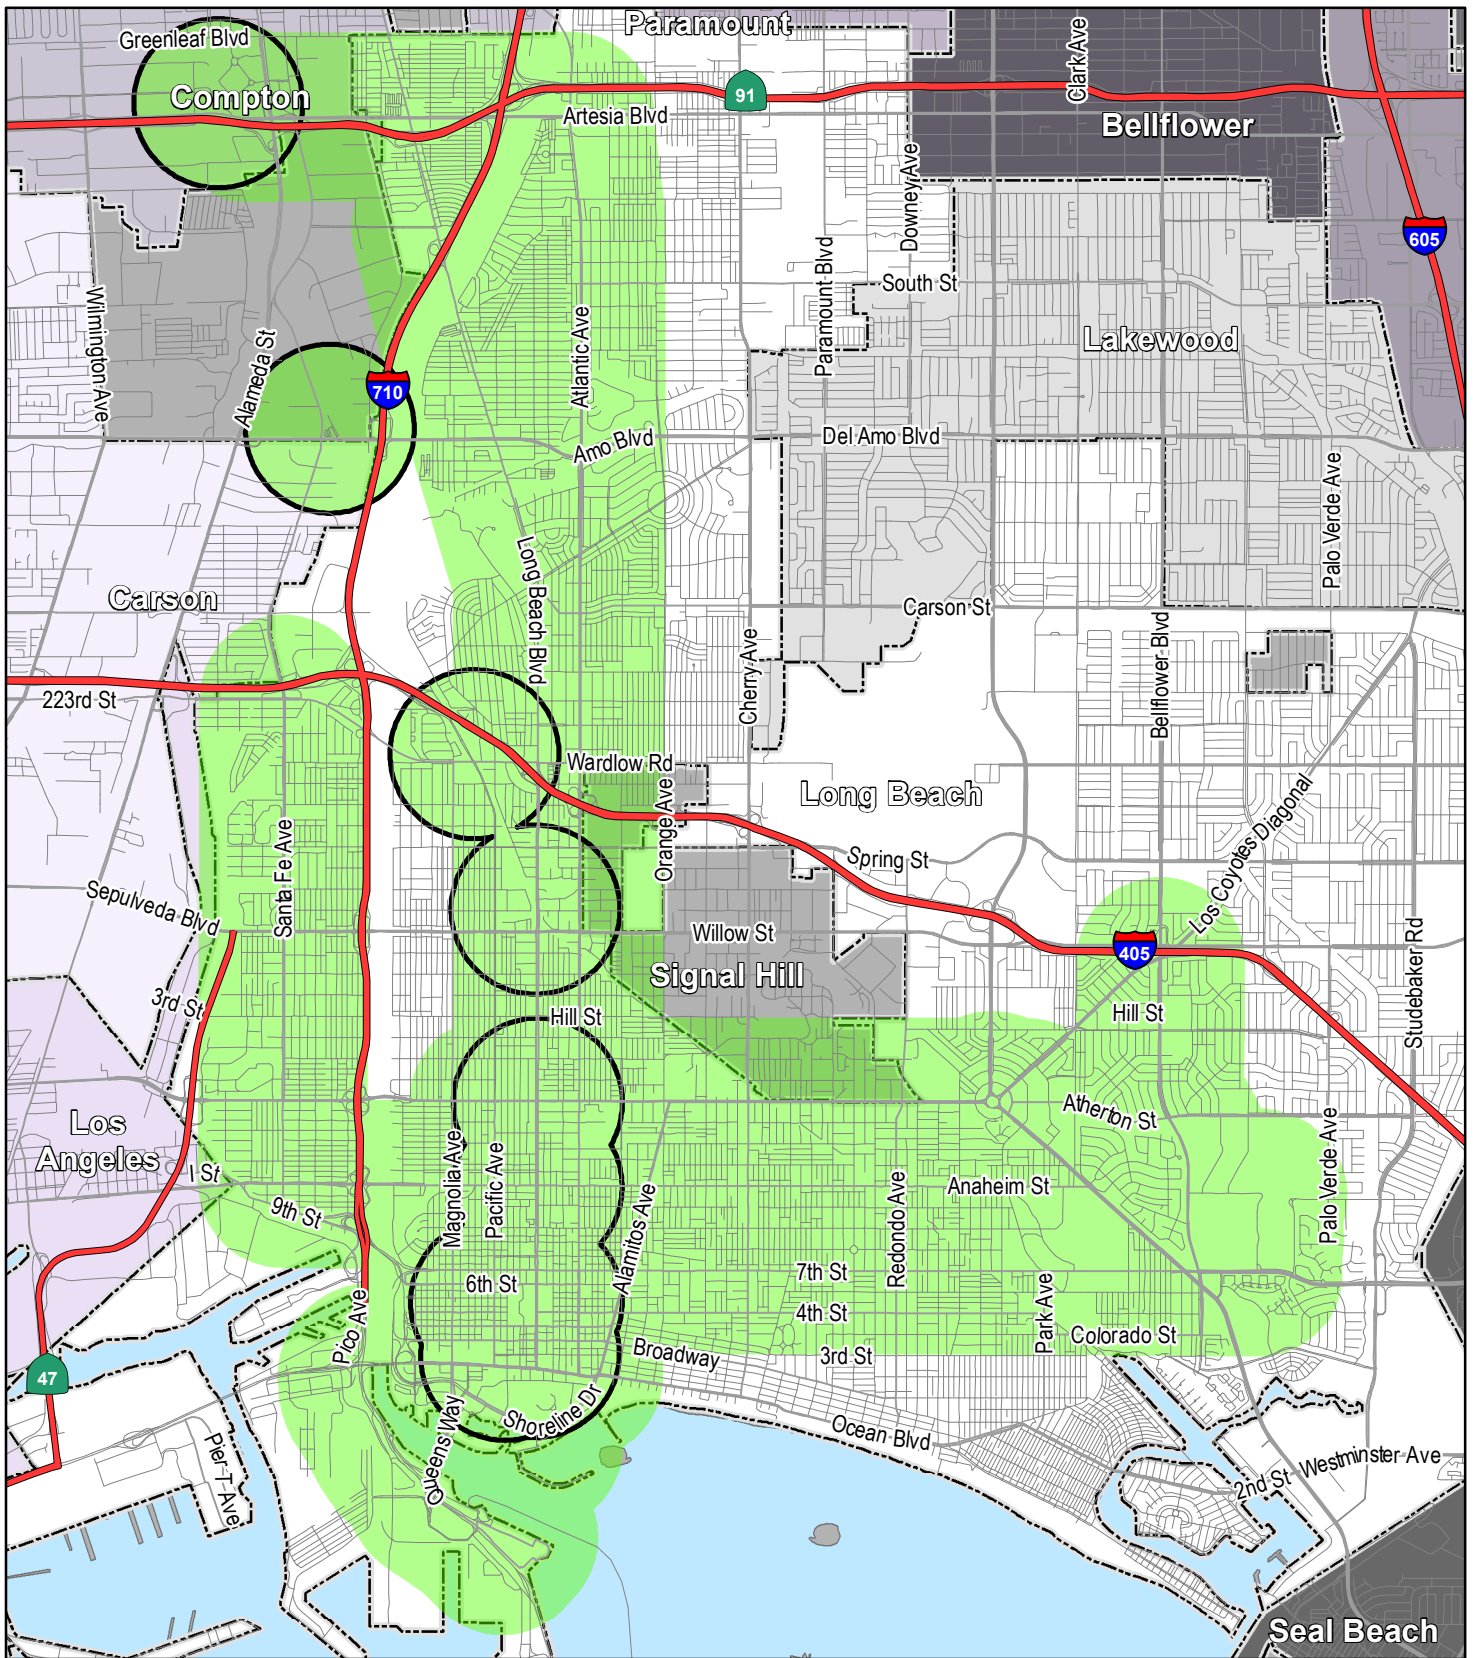 Paramount
Greenleaf Blvd
Clark Ave
Compton
91
Artesia Blvd
Bellflower
Downey Ave
605
Paramount Blvd
South St
Wilmington Ave
Alameda St
Atlantic Ave
Lakewood
710
Amo Blvd
Del Amo Blvd
Palo Verde Ave
Long Beach Blvd
Carson
Carson St
Cherry Ave
Bellflower Blvd
223rd St
Wardlow Rd
Long Beach
Orange Ave
Los Coyotes Diagonal
Santa Fe Ave
Spring St
Sepulveda Blvd
Willow St
405
Studebaker Rd
Signal Hill
3rd St
Hill St
Hill St
Los
Angeles
Atherton St
Magnolia Ave
Pacific Ave
Palo Verde Ave
I St
Alamitos Ave
Redondo Ave
Anaheim St
9th St
6th St
7th St
Pico Ave
4th St
Park Ave
Colorado St
Broadway
3rd St
47
Queens Way
Shoreline Dr
Ocean Blvd
Pier T Ave
2nd St
Westminster Ave
Seal Beach